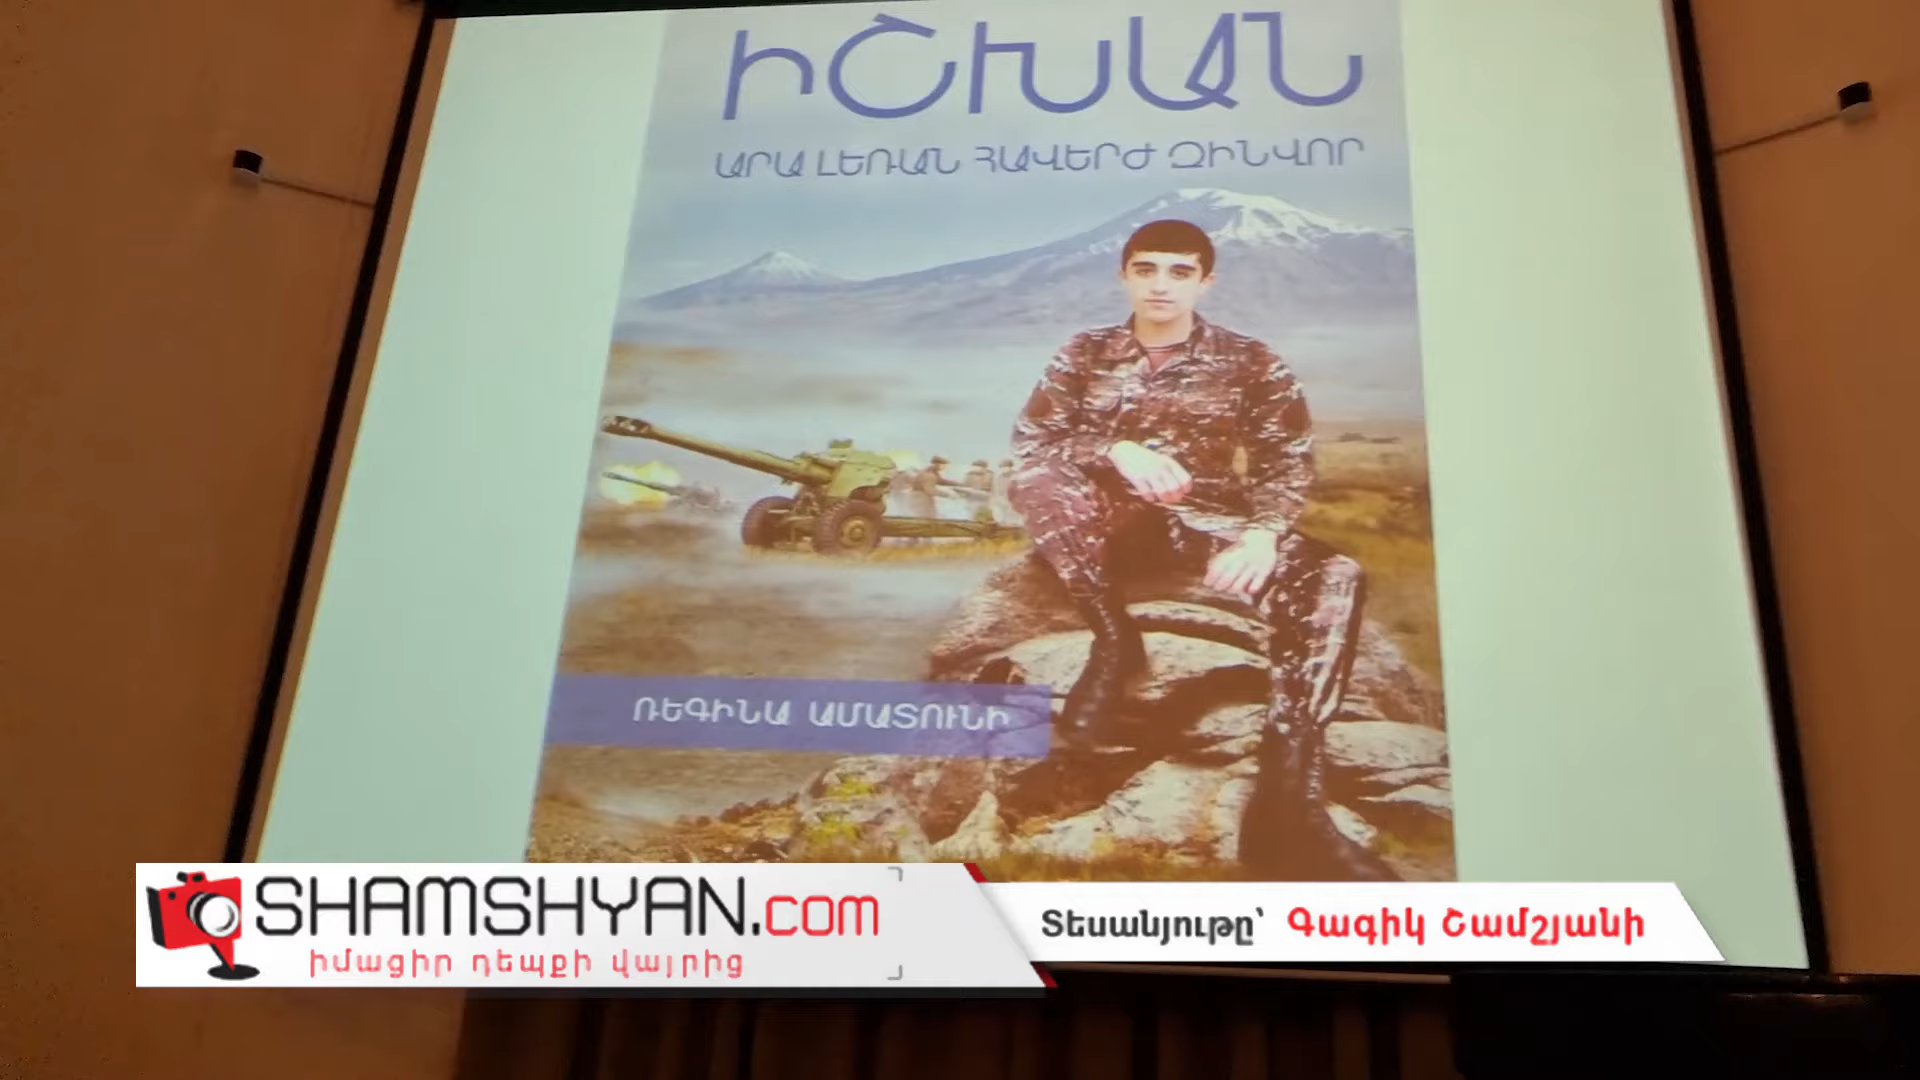 ԻՇԽԱՆ
ԱՐԱ ԼԵՌԱՆ ՀԱՎԵՐԺ ԶԻՆՎՈՐ
ՌԵԳԻՆԱ ԱՄԱՏՈՒՆԻ
SHAMSHYAN.com
իմացիր դեպքի վայրից
Տեսանյութը՝ Գագիկ Շամշյանի